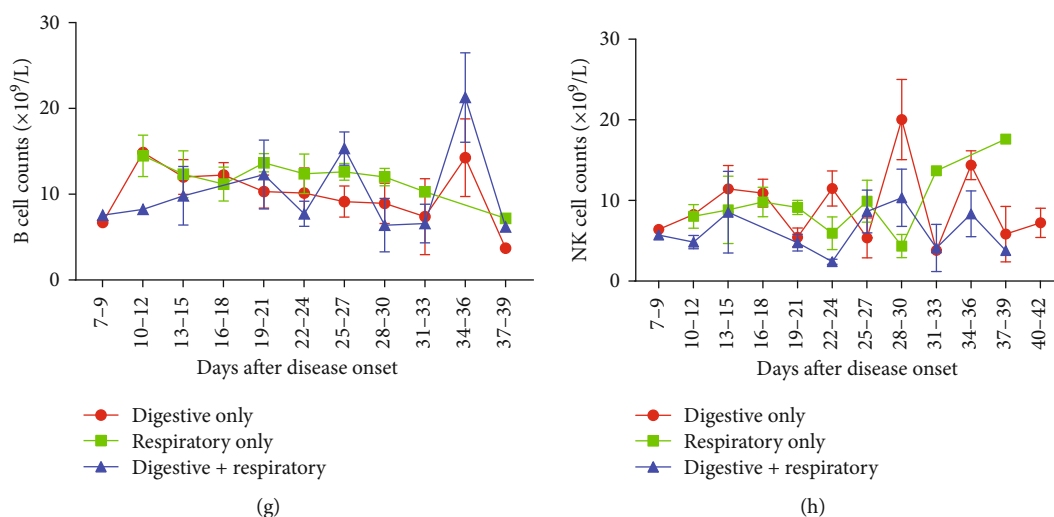 30
20
10
0
B cell counts (×10⁹/L)
7–9
10–12
13–15
16–18
19–21
22–24
25–27
28–30
31–33
34–36
37–39
Days after disease onset
Digestive only
Respiratory only
Digestive + respiratory
(g)
30
20
10
0
NK cell counts (×10⁹/L)
7–9
10–12
13–15
16–18
19–21
22–24
25–27
28–30
31–33
34–36
37–39
40–42
Days after disease onset
Digestive only
Respiratory only
Digestive + respiratory
(h)